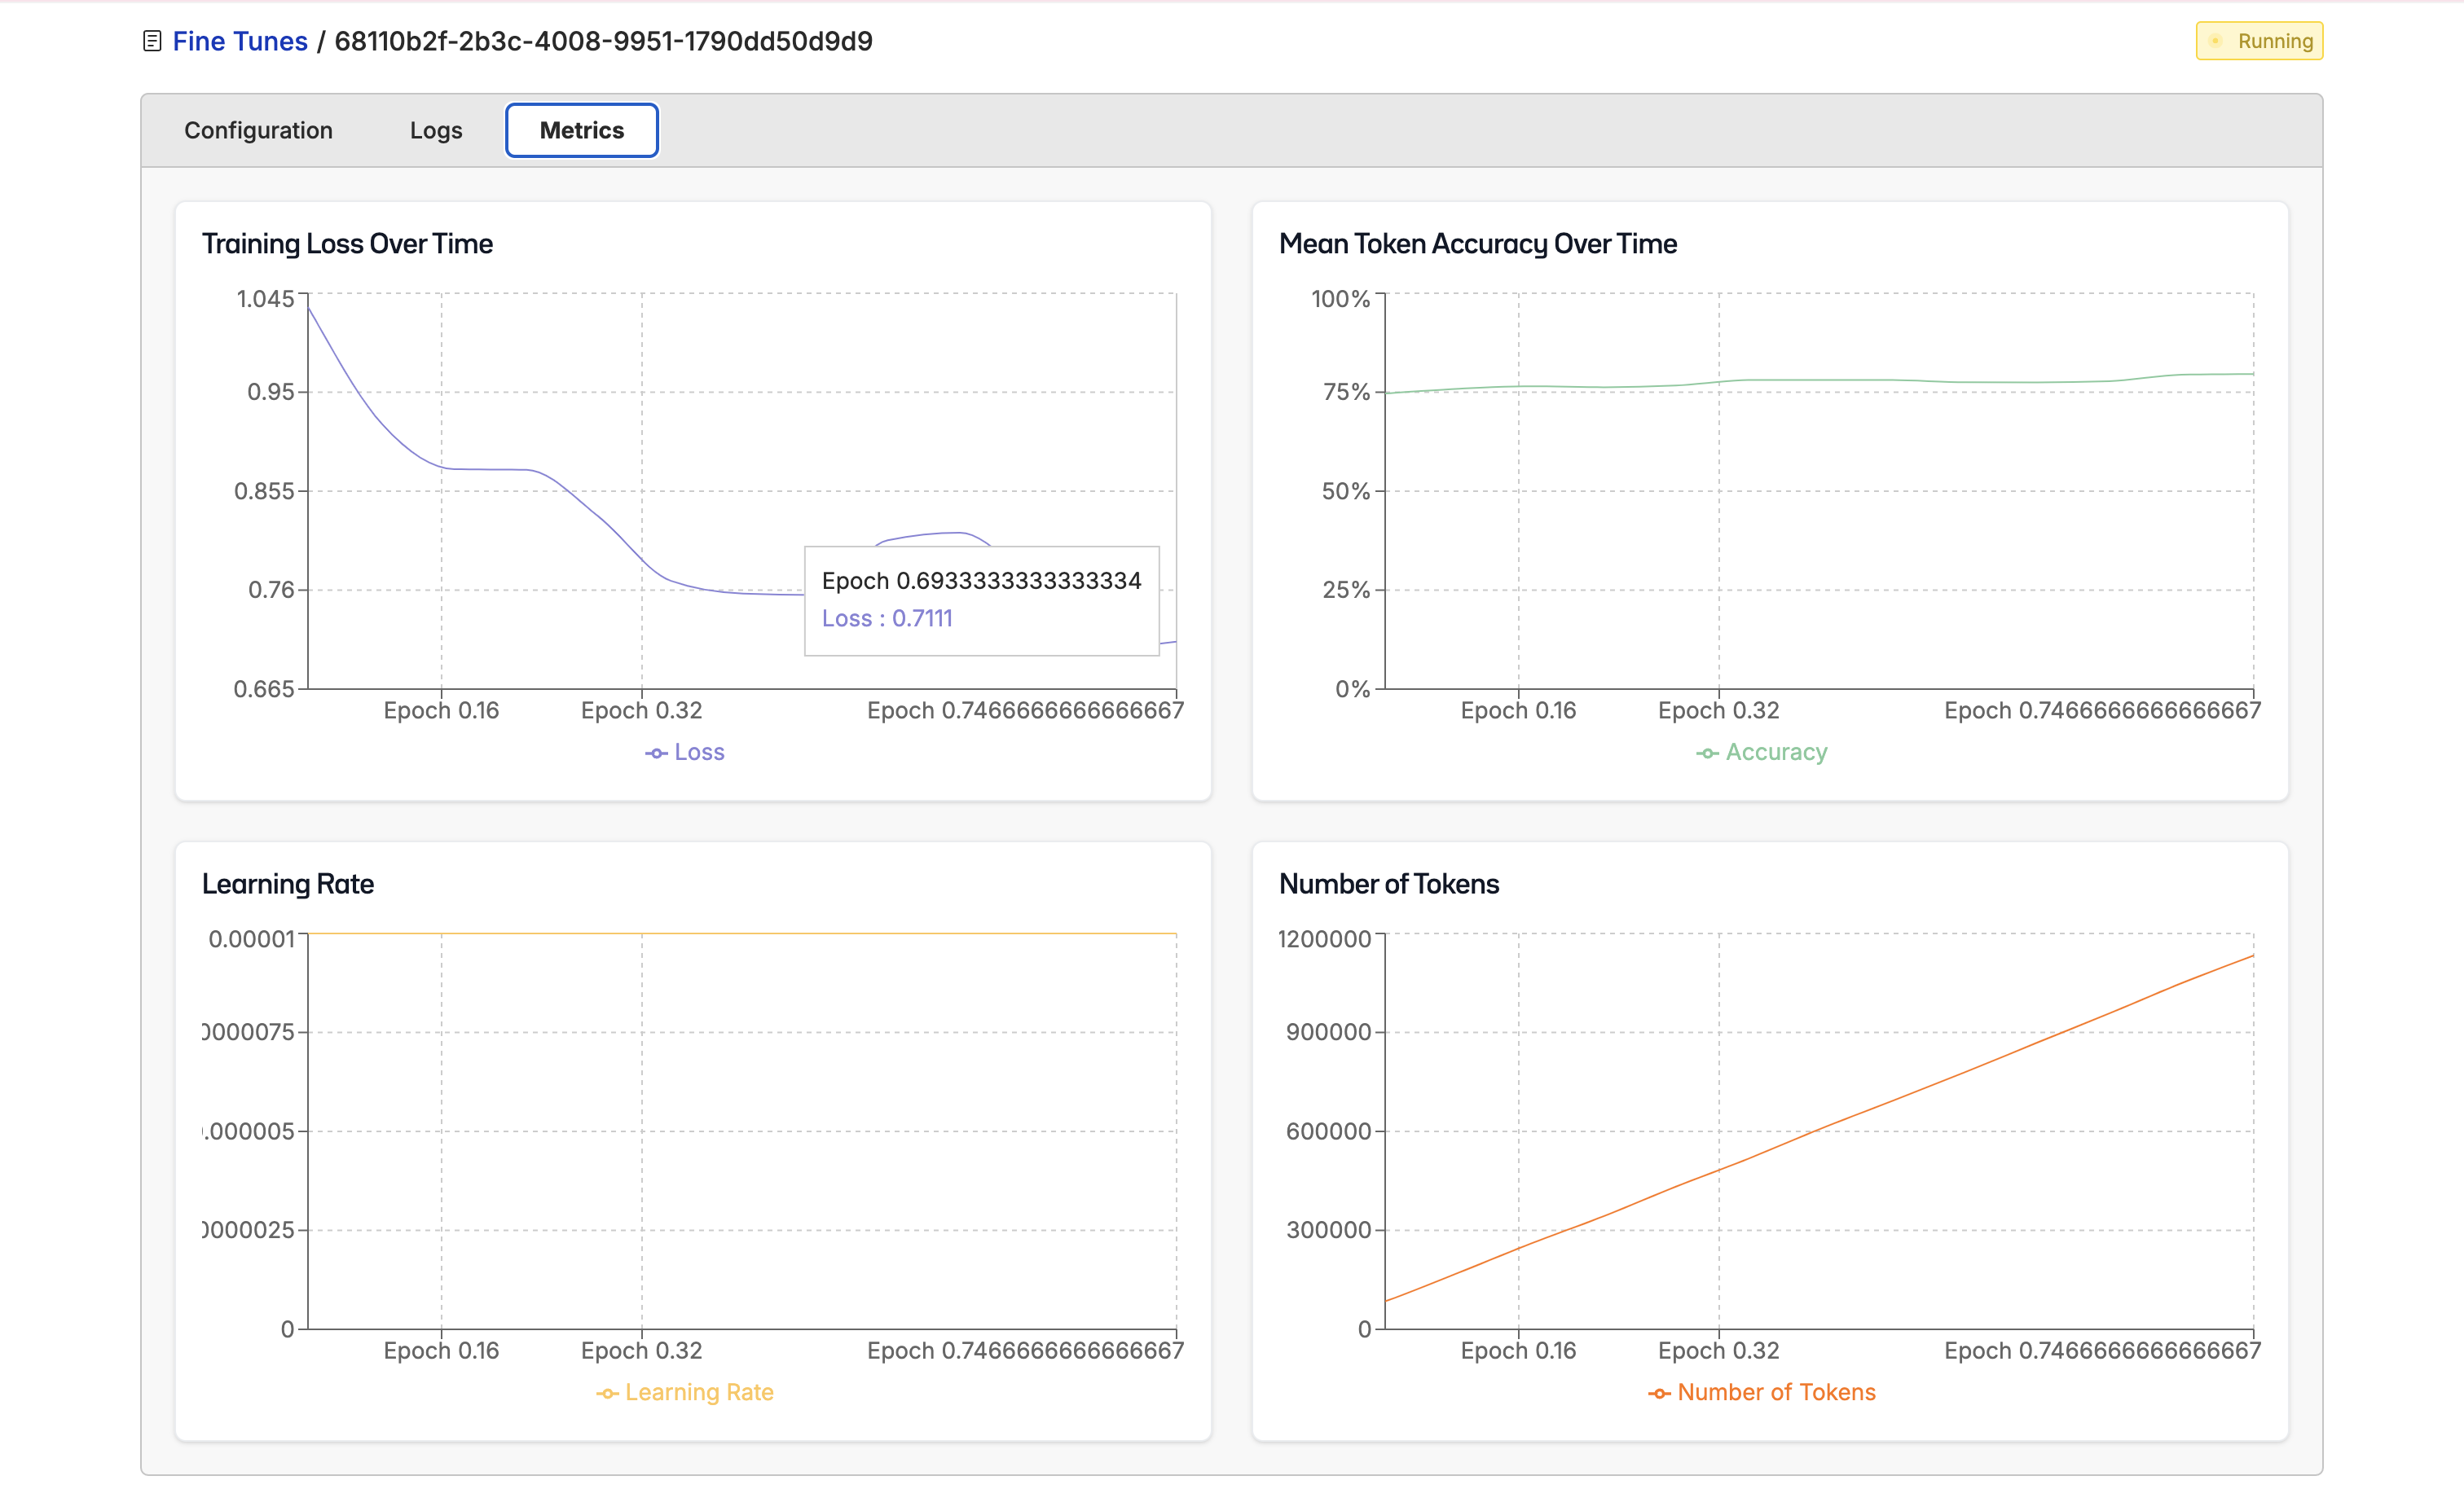 Fine Tunes / 68110b2f-2b3c-4008-9951-1790dd50d9d9
Running
Configuration
Logs
Metrics
Training Loss Over Time
1.045
0.95
0.855
0.76
0.665
Epoch 0.6933333333333334
Loss : 0.7111
Epoch 0.16
Epoch 0.32
Epoch 0.7466666666666667
Loss
Mean Token Accuracy Over Time
100%
75%
50%
25%
0%
Epoch 0.16
Epoch 0.32
Epoch 0.7466666666666667
Accuracy
Learning Rate
0.00001
0000075
.000005
0000025
0
Epoch 0.16
Epoch 0.32
Epoch 0.7466666666666667
Learning Rate
Number of Tokens
1200000
900000
600000
300000
0
Epoch 0.16
Epoch 0.32
Epoch 0.7466666666666667
Number of Tokens